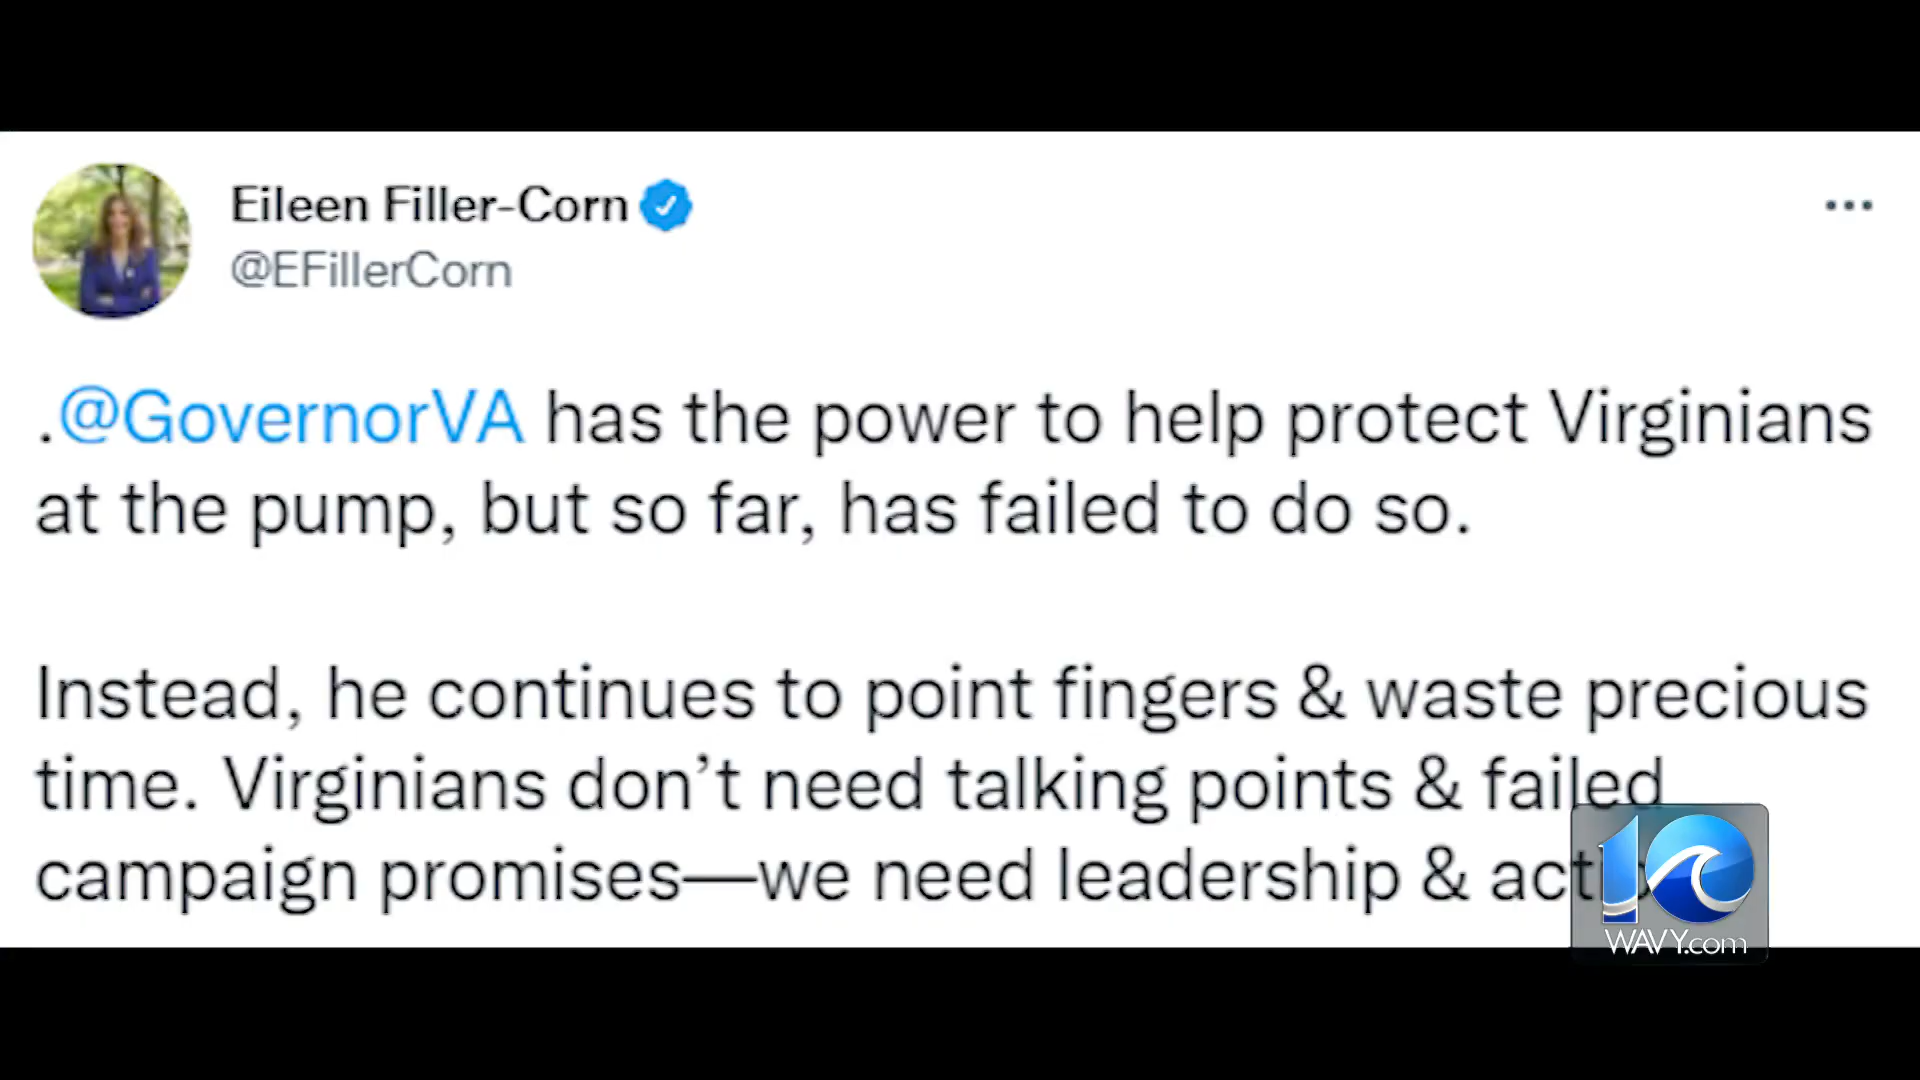 Eileen Filler-Corn
@EFillerCorn
.@GovernorVA has the power to help protect Virginians
at the pump, but so far, has failed to do so.
Instead, he continues to point fingers & waste precious
time. Virginians don’t need talking points & failed
campaign promises—we need leadership &
10
WAVY.com